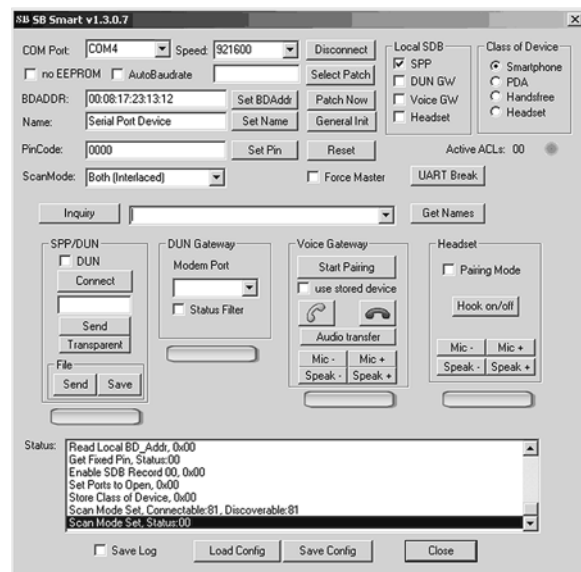 SB SB Smart v1.3.0.7
COM Port: COM4 Speed: 921600 Disconnect
no EEPROM AutoBaudrate Select Patch
BDADDR: 00:08:17:23:13:12 Set BDAddr Patch Now
Name: Serial Port Device Set Name General Init
PinCode: 0000 Set Pin Reset
ScanMode: Both (Interlaced) Force Master UART Break
Local SDB
SPP
DUN GW
Voice GW
Headset
Class of Device
Smartphone
PDA
Handsfree
Headset
Active ACLs: 00
Inquiry Get Names
SPP/DUN
DUN
Connect
Send
Transparent
File
Send Save
DUN Gateway
Modem Port
Status Filter
Voice Gateway
Start Pairing
use stored device
Audio transfer
Mic - Mic +
Speak - Speak +
Headset
Pairing Mode
Hook on/off
Mic - Mic +
Speak - Speak +
Status:
Read Local BD_Addr, 0x00
Get Fixed Pin, Status:00
Enable SDB Record 00, 0x00
Set Ports to Open, 0x00
Store Class of Device, 0x00
Scan Mode Set, Connectable:81, Discoverable:81
Scan Mode Set, Status:00
Save Log Load Config Save Config Close